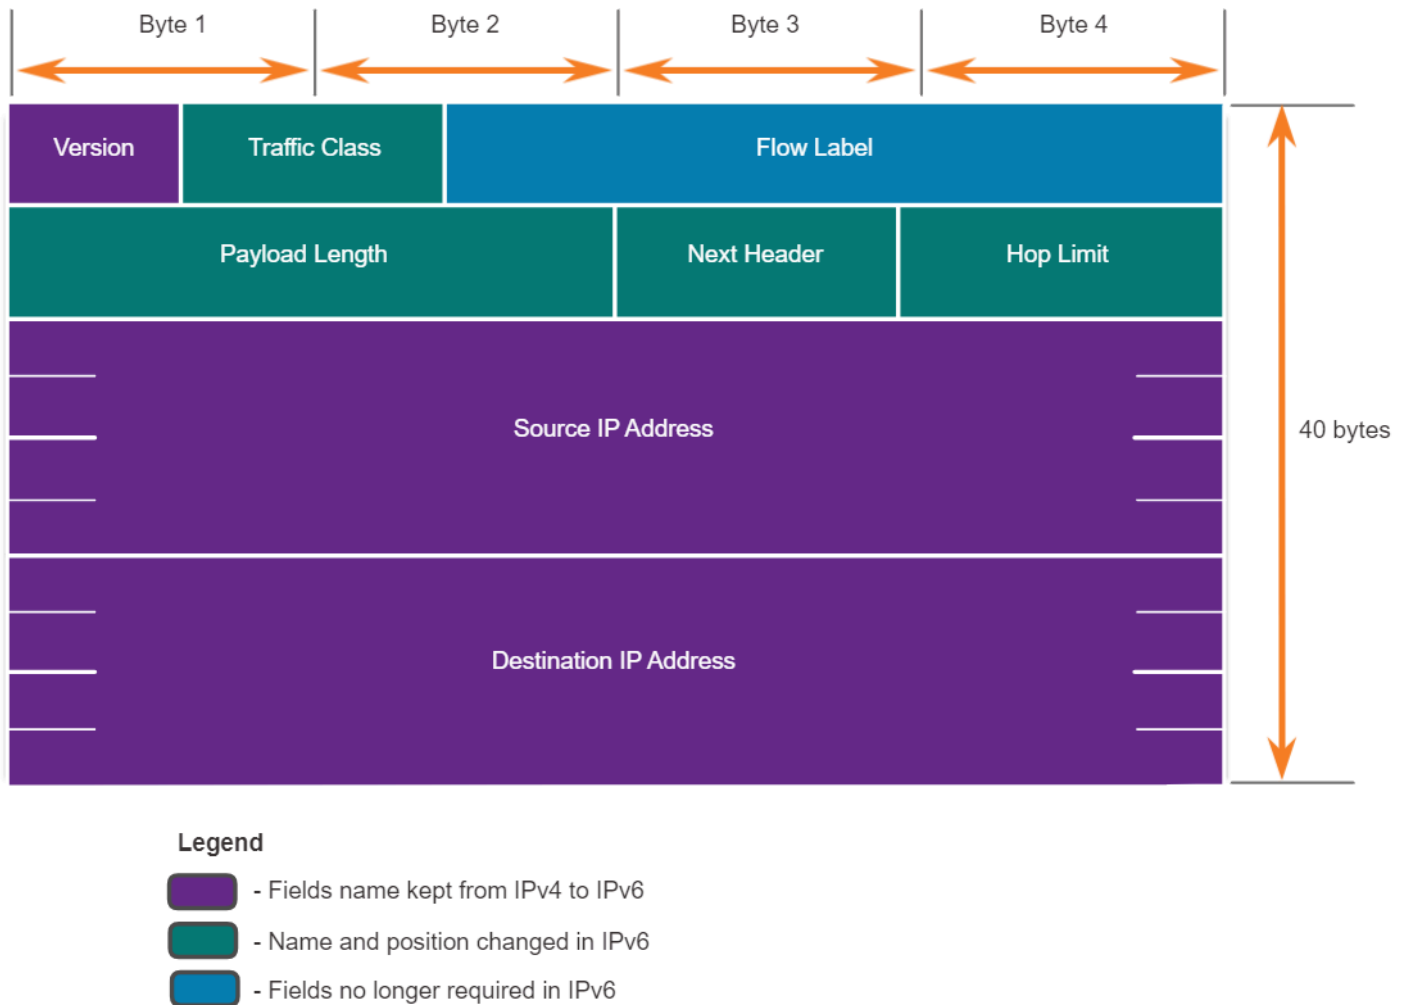 Byte 1 Byte 2 Byte 3 Byte 4
Version Traffic Class Flow Label
Payload Length Next Header Hop Limit
Source IP Address
40 bytes
Destination IP Address
Legend
- Fields name kept from IPv4 to IPv6
- Name and position changed in IPv6
- Fields no longer required in IPv6